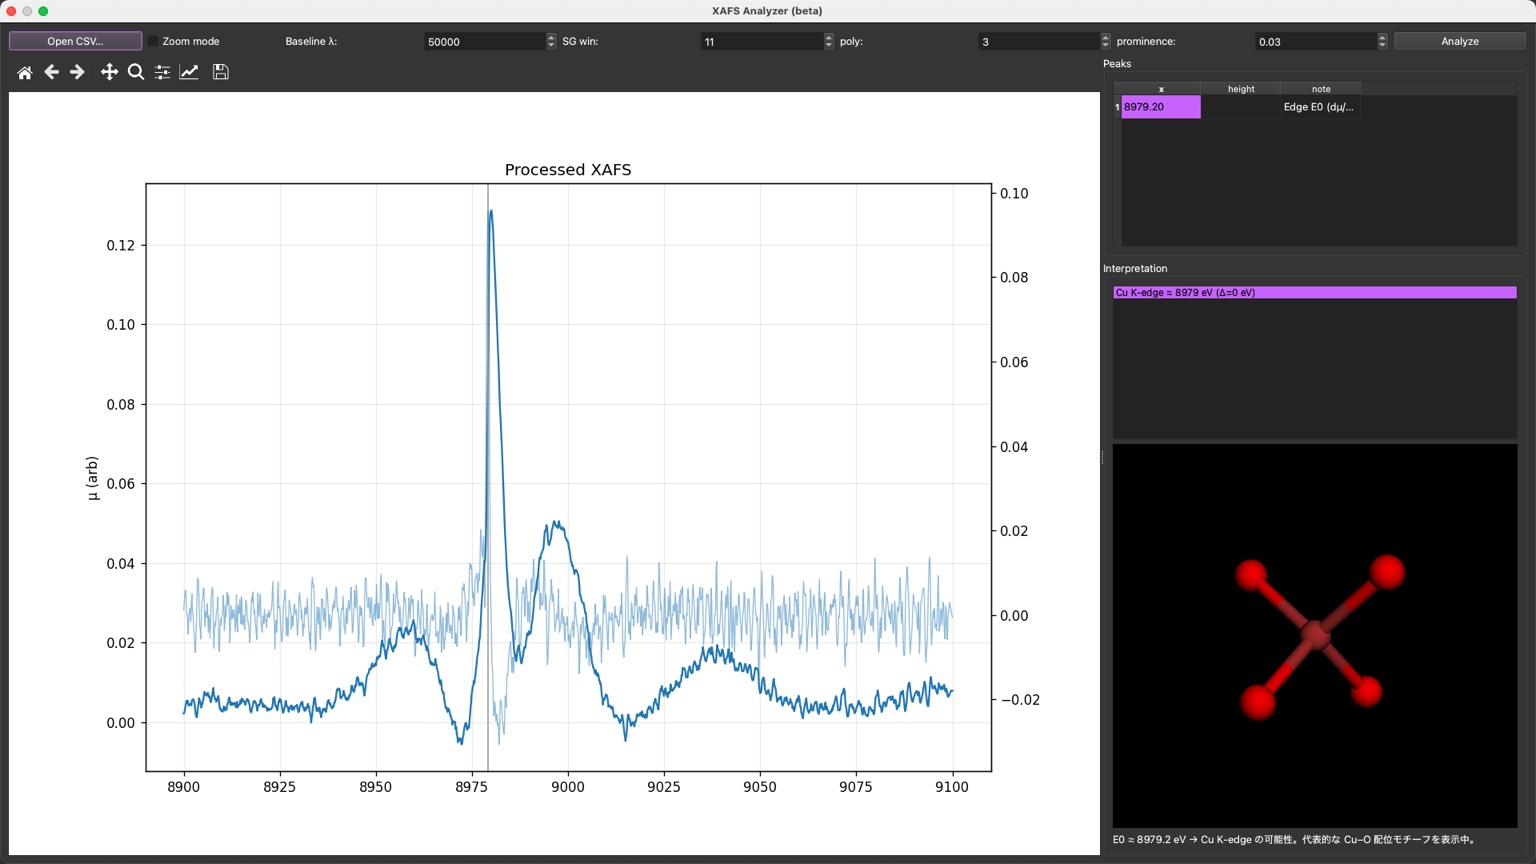 XAFS Analyzer (beta)
Open CSV...
Zoom mode
Baseline λ:
50000
SG win:
11
poly:
3
prominence:
0.03
Analyze
Peaks
x height note
1 8979.20 Edge E0 (dμ/...
Interpretation
Cu K-edge ≈ 8979 eV (Δ=0 eV)
Processed XAFS
μ (arb)
0.12
0.10
0.08
0.06
0.04
0.02
0.00
0.10
0.08
0.06
0.04
0.02
0.00
−0.02
8900 8925 8950 8975 9000 9025 9050 9075 9100
E0 ≈ 8979.2 eV → Cu K-edge の可能性。代表的な Cu–O 配位モチーフを表示中。